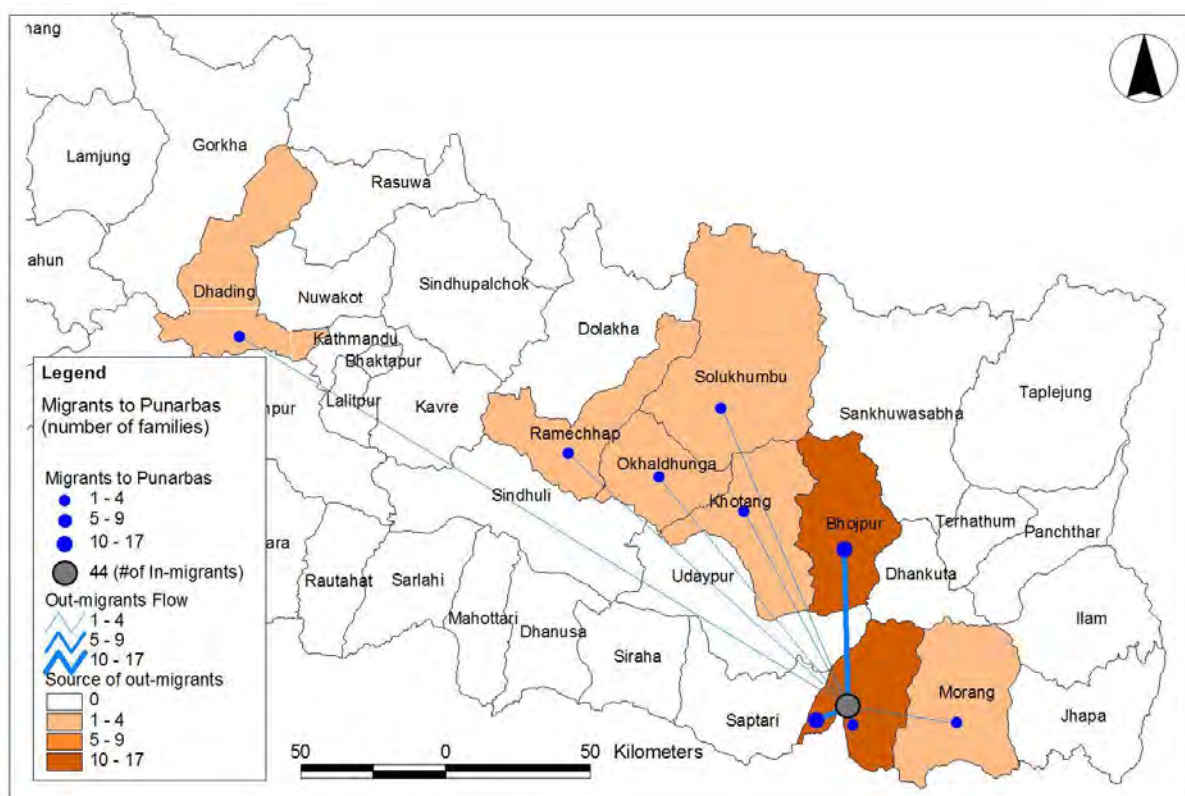 nang
Lamjung
Gorkha
Rasuwa
ahun
Dhading
Nuwakot
Sindhupalchok
Dolakha
Kathmandu
Bhaktapur
Lalitpur
Kavre
npur
Solukhumbu
Taplejung
Sankhuwasabha
Ramechhap
Okhaldhunga
Khotang
Sindhuli
Bhojpur
Terhathum
Panchthar
ara
Rautahat
Sarlahi
Mahottari
Dhanusa
Udaypur
Dhankuta
Siraha
Ilam
Saptari
Morang
Jhapa
Legend
Migrants to Punarbas
(number of families)
Migrants to Punarbas
1 - 4
5 - 9
10 - 17
44 (#of In-migrants)
Out-migrants Flow
1 - 4
5 - 9
10 - 17
Source of out-migrants
0
1 - 4
5 - 9
10 - 17
50 0 50 Kilometers